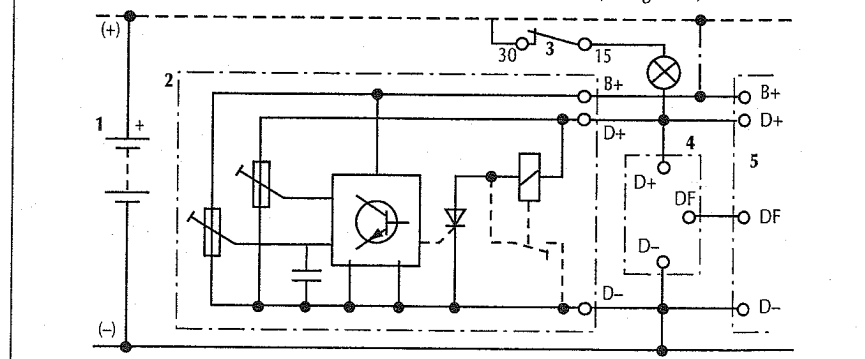 (+)
30 3 15
2
B+ B+
1 +
D+ D+
4
5
D+
DF DF
D−
D− D−
(−)